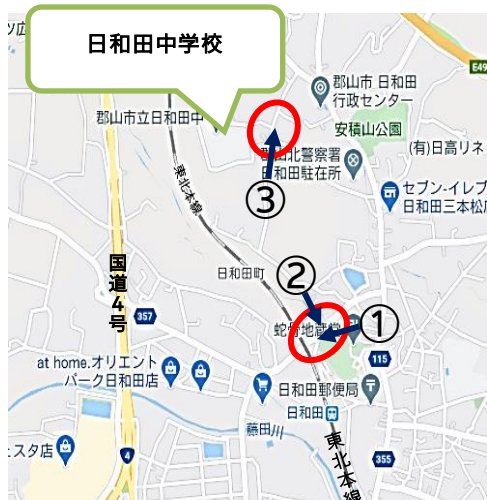 ツ広
日和田中学校
E49
郡山市 日和田
行政センター
郡山市立日和田中
安積山公園
郡山北警察署
日和田駐在所
(有)日高リネ
セブン-イレブ
日和田三本松店
東北本線
③
国道4号
日和田町
②
357
蛇骨地蔵堂
①
115
at home.オリエント
パーク日和田店
日和田郵便局
日和田
藤田川
東北本線
エスタ店
4
355